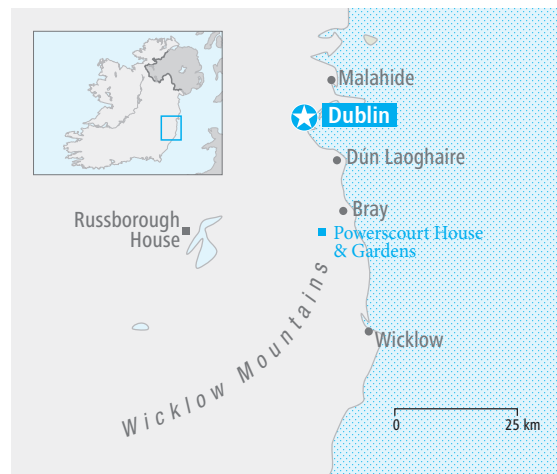 Malahide
Dublin
Dún Laoghaire
Bray
Russborough
House
Powerscourt House
& Gardens
Wicklow Mountains
Wicklow
0 25 km